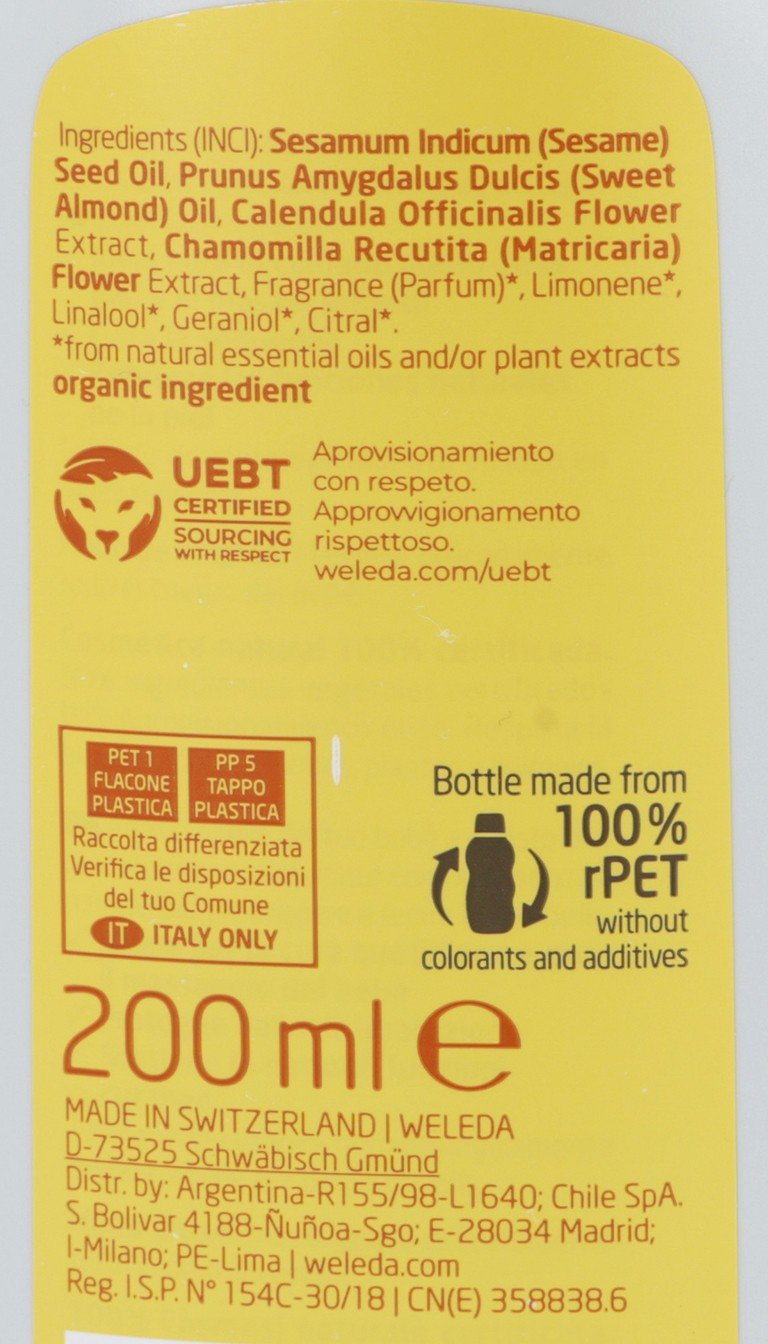 Ingredients (INCI): Sesamum Indicum (Sesame)
Seed Oil, Prunus Amygdalus Dulcis (Sweet
Almond) Oil, Calendula Officinalis Flower
Extract, Chamomilla Recutita (Matricaria)
Flower Extract, Fragrance (Parfum)*, Limonene*,
Linalool*, Geraniol*, Citral*.
*from natural essential oils and/or plant extracts
organic ingredient
UEBT
CERTIFIED
SOURCING
WITH RESPECT
Aprovisionamiento
con respeto.
Approvvigionamento
rispettoso.
weleda.com/uebt
PET 1
FLACONE
PLASTICA
PP 5
TAPPO
PLASTICA
Raccolta differenziata
Verifica le disposizioni
del tuo Comune
IT ITALY ONLY
Bottle made from
100%
rPET
without
colorants and additives
200 ml e
MADE IN SWITZERLAND | WELEDA
D-73525 Schwäbisch Gmünd
Distr. by: Argentina-R155/98-L1640; Chile SpA.
S. Bolivar 4188-Ñuñoa-Sgo; E-28034 Madrid;
I-Milano; PE-Lima | weleda.com
Reg. I.S.P. N° 154C-30/18 | CN(E) 358838.6